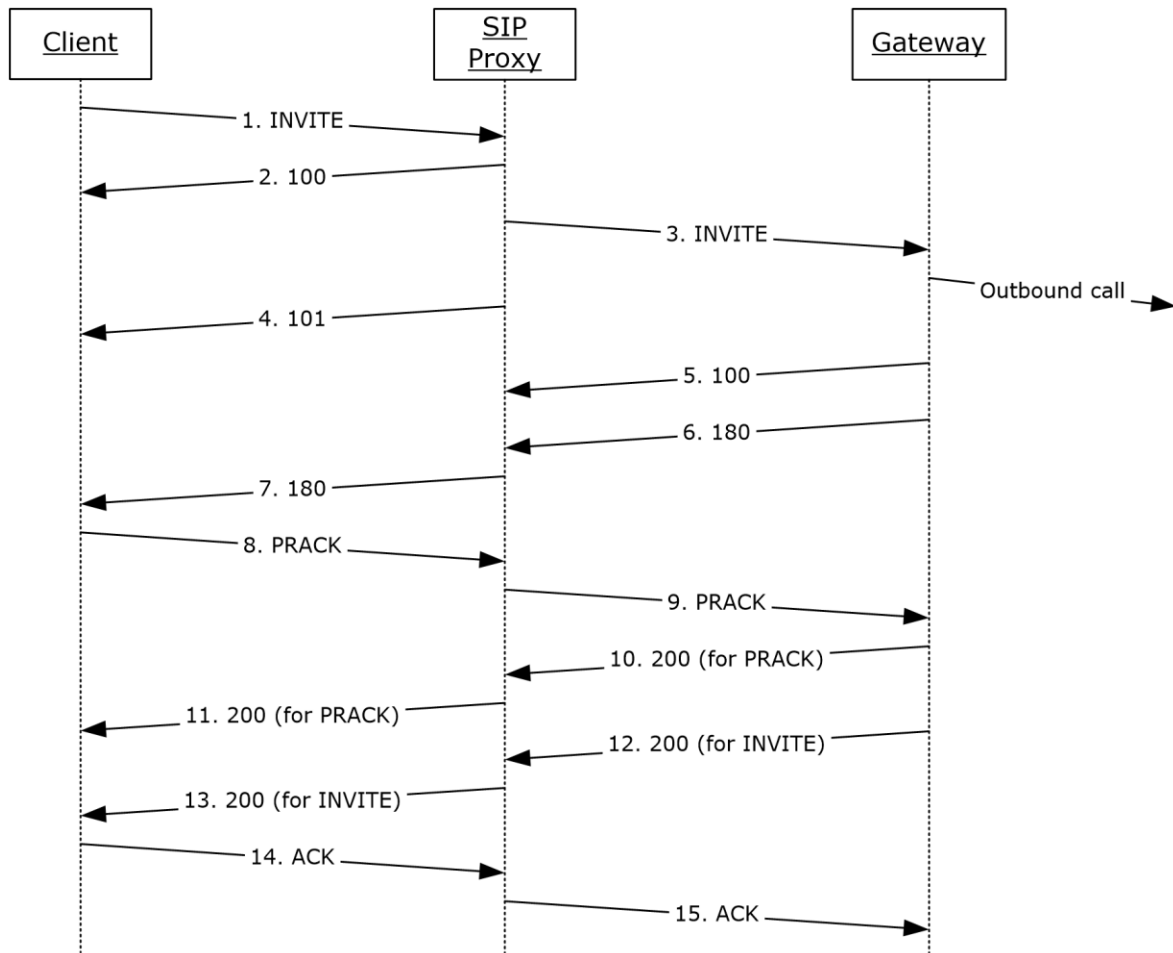 Client
SIP
Proxy
Gateway
1. INVITE
2. 100
3. INVITE
Outbound call
4. 101
5. 100
6. 180
7. 180
8. PRACK
9. PRACK
10. 200 (for PRACK)
11. 200 (for PRACK)
12. 200 (for INVITE)
13. 200 (for INVITE)
14. ACK
15. ACK